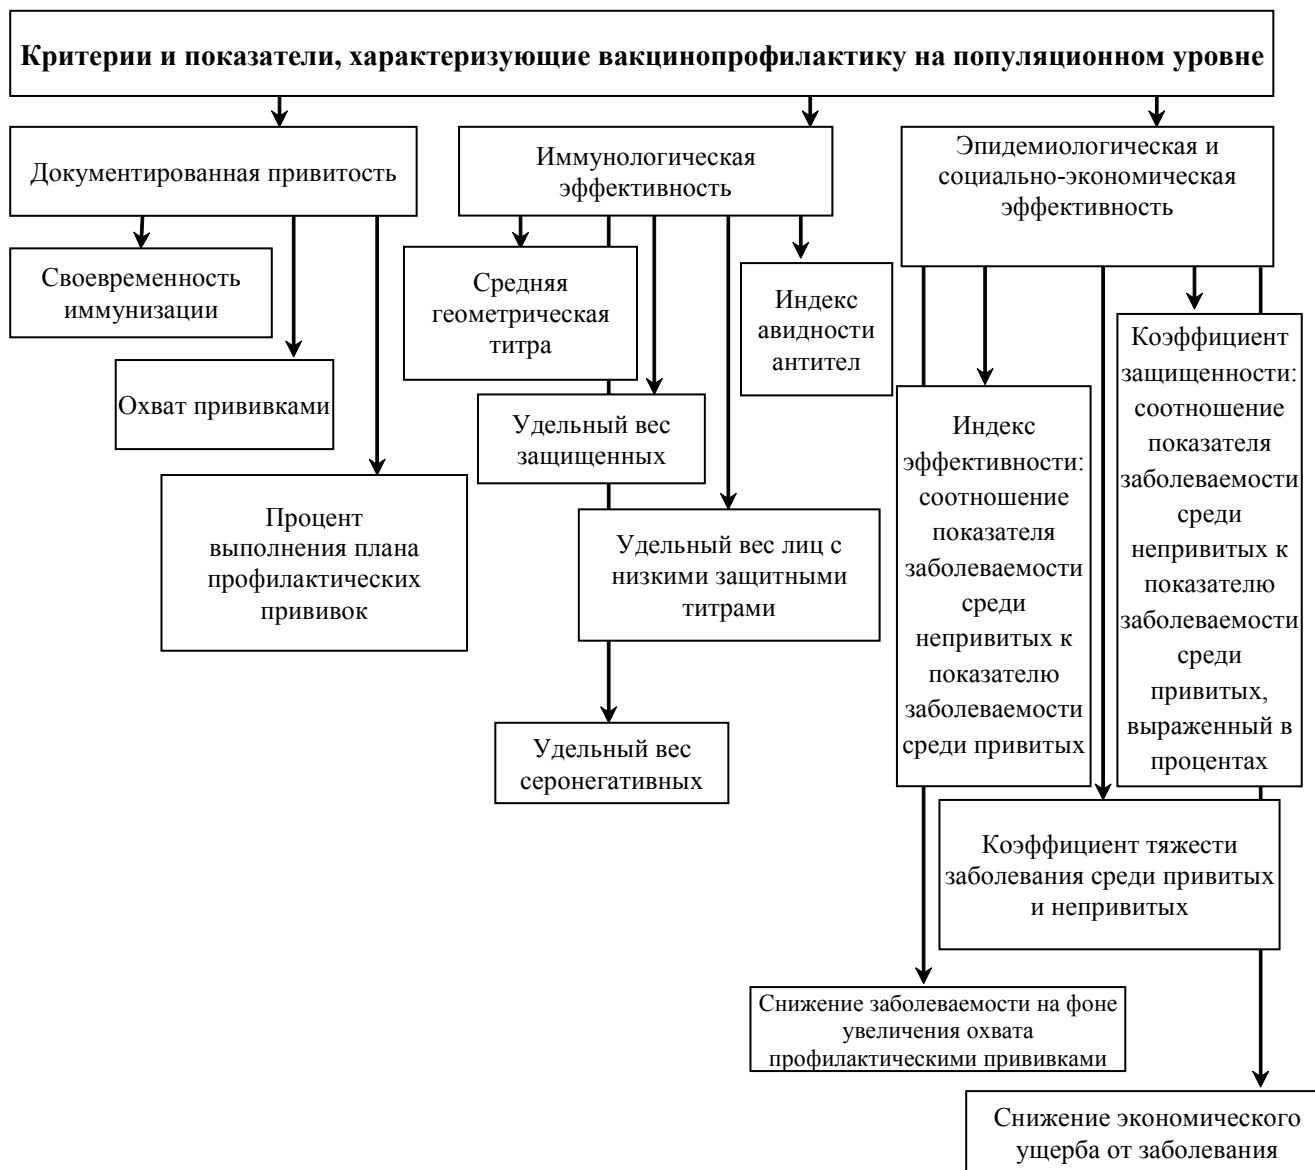 Критерии и показатели, характеризующие вакцинопрофилактику на популяционном уровне
Документированная привитость
Своевременность
иммунизации
Охват прививками
Процент
выполнения плана
профилактических
прививок
Иммунологическая
эффективность
Средняя
геометрическая
титра
Удельный вес
защищенных
Удельный вес лиц с
низкими защитными
титрами
Удельный вес
серонегативных
Индекс
авидности
антител
Эпидемиологическая и
социально-экономическая
эффективность
Индекс
эффективности:
соотношение
показателя
заболеваемости
среди
непривитых к
показателю
заболеваемости
среди привитых
Коэффициент
защищенности:
соотношение
показателя
заболеваемости
среди
непривитых к
показателю
заболеваемости
среди
привитых,
выраженный в
процентах
Коэффициент тяжести
заболевания среди привитых
и непривитых
Снижение заболеваемости на фоне
увеличения охвата
профилактическими прививками
Снижение экономического
ущерба от заболевания